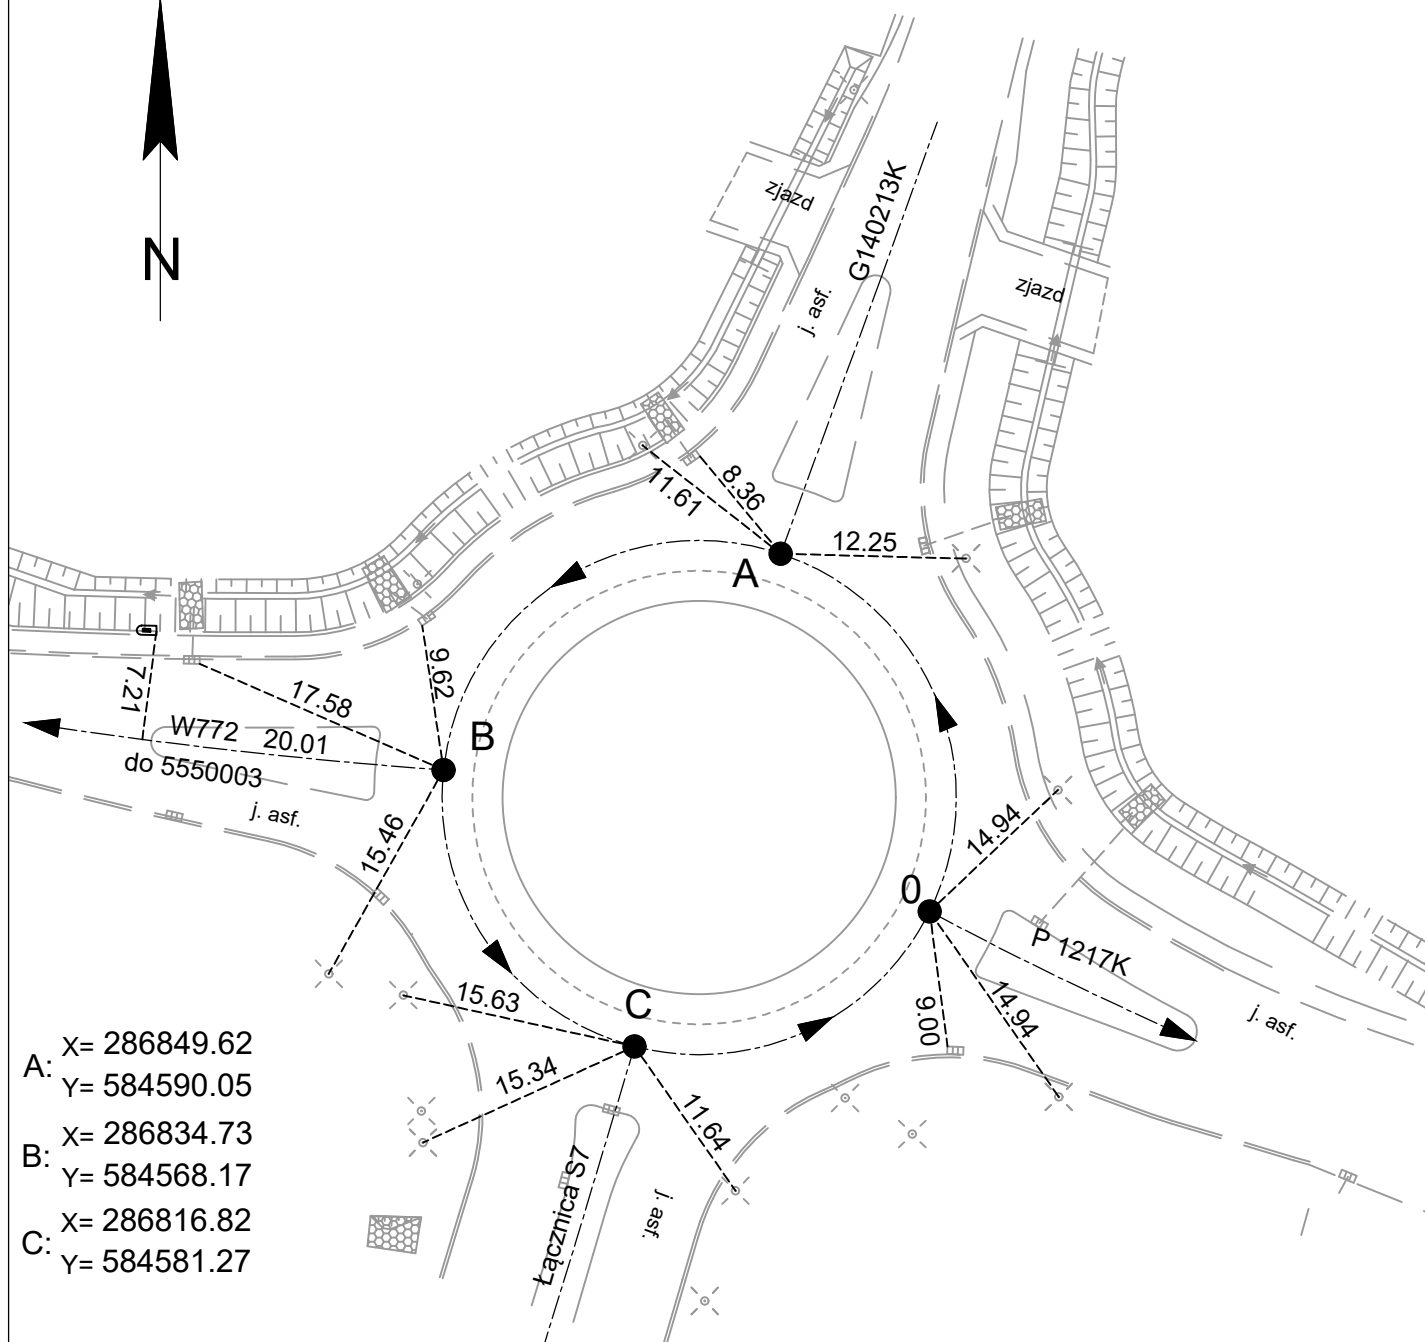 N
zjazd
G140213K
j. asf.
zjazd
11.61
8.36
12.25
A
7.21
17.58
9.62
B
W772 20.01
do 5550003
j. asf.
15.46
14.94
0
P 1217K
14.94
9.00
j. asf.
15.63
C
15.34
11.64
Łącznica S7
j. asf.
A: X= 286849.62
Y= 584590.05
B: X= 286834.73
Y= 584568.17
C: X= 286816.82
Y= 584581.27